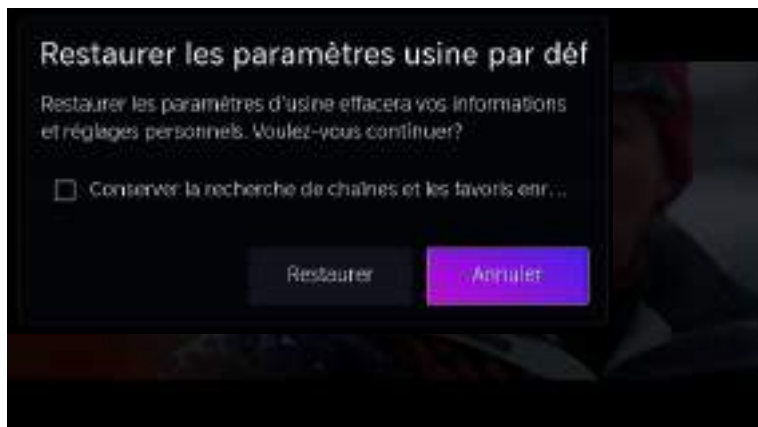 Restaurer les paramètres usine par déf
Restaurer les paramètres d'usine effacera vos informations
et réglages personnels. Voulez-vous continuer?
Conserver la recherche de chaînes et les favoris enr...
Restaurer
Annuler